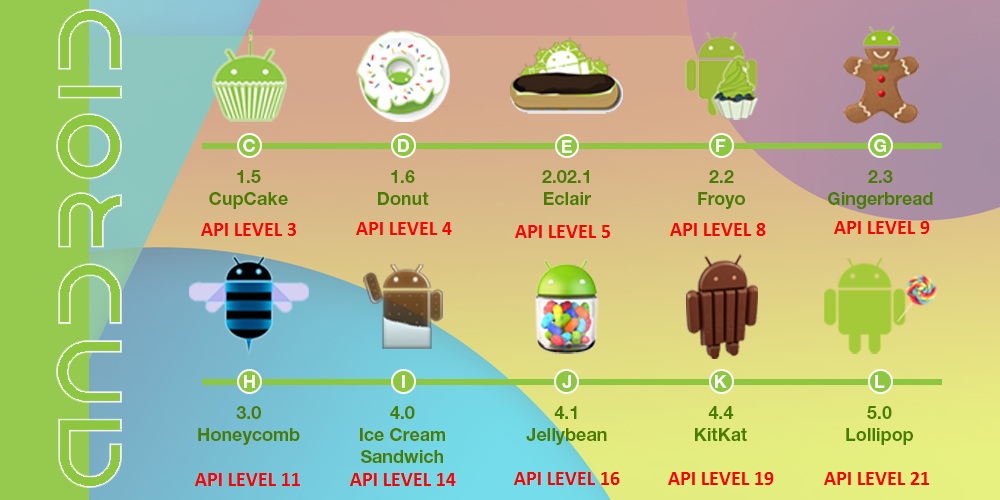 ANDROID
C
D
E
F
G
1.5
CupCake
API LEVEL 3
1.6
Donut
API LEVEL 4
2.02.1
Eclair
API LEVEL 5
2.2
Froyo
API LEVEL 8
2.3
Gingerbread
API LEVEL 9
H
I
J
K
L
3.0
Honeycomb
API LEVEL 11
4.0
Ice Cream
Sandwich
API LEVEL 14
4.1
Jellybean
API LEVEL 16
4.4
KitKat
API LEVEL 19
5.0
Lollipop
API LEVEL 21